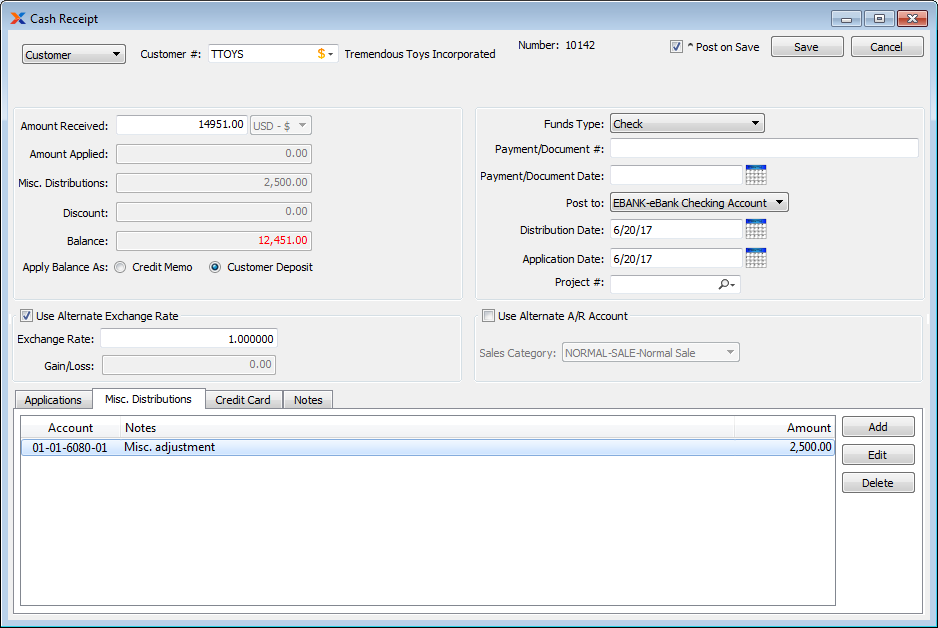 Cash Receipt
Customer Customer #: TTOYS $ Tremendous Toys Incorporated Number: 10142 ^ Post on Save Save Cancel
Amount Received: 14951.00 USD - $
Amount Applied: 0.00
Misc. Distributions: 2,500.00
Discount: 0.00
Balance: 12,451.00
Apply Balance As: Credit Memo Customer Deposit
Funds Type: Check
Payment/Document #:
Payment/Document Date:
Post to: EBANK-eBank Checking Account
Distribution Date: 6/20/17
Application Date: 6/20/17
Project #:
Use Alternate Exchange Rate
Exchange Rate: 1.000000
Gain/Loss: 0.00
Use Alternate A/R Account
Sales Category: NORMAL-SALE-Normal Sale
Applications Misc. Distributions Credit Card Notes
Account Notes Amount
01-01-6080-01 Misc. adjustment 2,500.00
Add
Edit
Delete